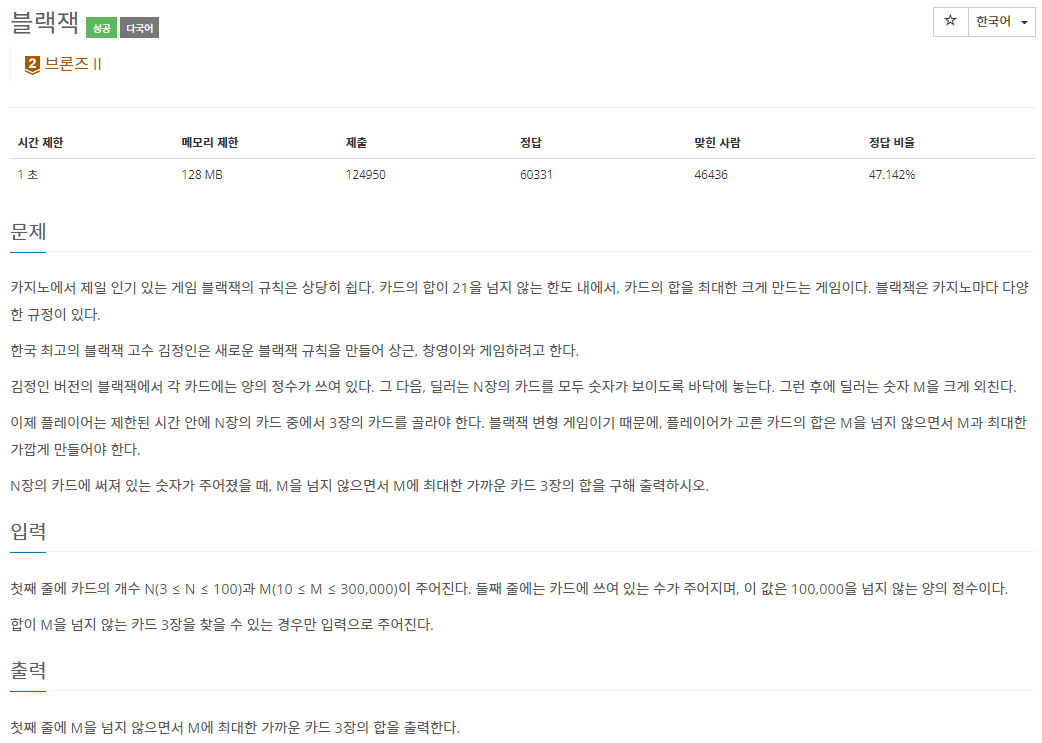 블랙잭 성공 다국어
☆ 한국어
2 브론즈 II
시간 제한 메모리 제한 제출 정답 맞힌 사람 정답 비율
1 초 128 MB 124950 60331 46436 47.142%
문제
카지노에서 제일 인기 있는 게임 블랙잭의 규칙은 상당히 쉽다. 카드의 합이 21을 넘지 않는 한도 내에서, 카드의 합을 최대한 크게 만드는 게임이다. 블랙잭은 카지노마다 다양
한 규정이 있다.
한국 최고의 블랙잭 고수 김정인은 새로운 블랙잭 규칙을 만들어 상근, 창영이와 게임하려고 한다.
김정인 버전의 블랙잭에서 각 카드에는 양의 정수가 쓰여 있다. 그 다음, 딜러는 N장의 카드를 모두 숫자가 보이도록 바닥에 놓는다. 그런 후에 딜러는 숫자 M을 크게 외친다.
이제 플레이어는 제한된 시간 안에 N장의 카드 중에서 3장의 카드를 골라야 한다. 블랙잭 변형 게임이기 때문에, 플레이어가 고른 카드의 합은 M을 넘지 않으면서 M과 최대한
가깝게 만들어야 한다.
N장의 카드에 써져 있는 숫자가 주어졌을 때, M을 넘지 않으면서 M에 최대한 가까운 카드 3장의 합을 구해 출력하시오.
입력
첫째 줄에 카드의 개수 N(3 ≤ N ≤ 100)과 M(10 ≤ M ≤ 300,000)이 주어진다. 둘째 줄에는 카드에 쓰여 있는 수가 주어지며, 이 값은 100,000을 넘지 않는 양의 정수이다.
합이 M을 넘지 않는 카드 3장을 찾을 수 있는 경우만 입력으로 주어진다.
출력
첫째 줄에 M을 넘지 않으면서 M에 최대한 가까운 카드 3장의 합을 출력한다.